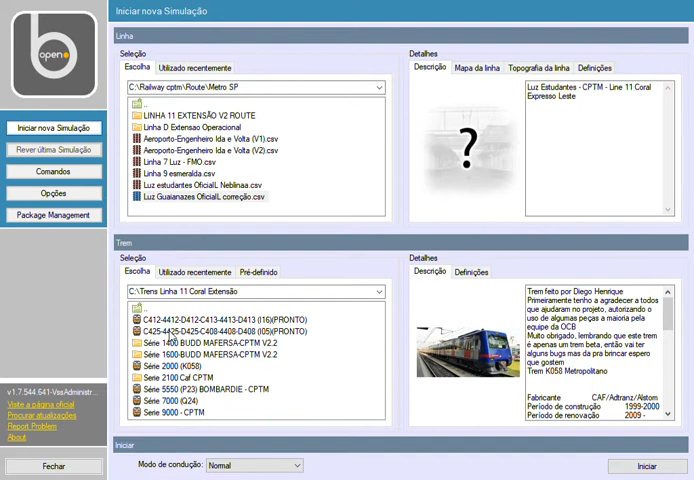 Iniciar nova Simulação
open
Iniciar nova Simulação
Rever última Simulação
Comandos
Opções
Package Management
v1.7.544.641-VssAdministr...
Visite a página oficial
Procurar atualizações
Report Problem
About
Fechar
Linha
Seleção
Escolha Utilizado recentemente
C:\Railway cptm\Route\Metro SP
..
LINHA 11 EXTENSÃO V2 ROUTE
Linha D Extensao Operacional
Aeroporto-Engenheiro Ida e Volta (V1).csv
Aeroporto-Engenheiro Ida e Volta (V2).csv
Linha 7 Luz - FMO.csv
Linha 9 esmeralda.csv
Luz estudantes OficialL Neblinaa.csv
Luz Guaianazes OficialL correção.csv
Detalhes
Descrição Mapa da linha Topografia da linha Definições
?
Luz Estudantes - CPTM - Line 11 Coral
Expresso Leste
Trem
Seleção
Escolha Utilizado recentemente Pré-definido
C:\Trens Linha 11 Coral Extensão
..
C412-4412-D412-C413-4413-D413 (I16)(PRONTO)
C425-4425-D425-C408-4408-D408 (I05)(PRONTO)
Série 1400-BUDD MAFERSA-CPTM V2.2
Série 1600-BUDD MAFERSA-CPTM V2.2
Série 2000 (K058)
Série 2100 Caf CPTM
Série 5550 (P23) BOMBARDIE - CPTM
Série 7000 (Q24)
Serie 9000 - CPTM
Detalhes
Descrição Definições
Trem feito por Diego Henrique
Primeiramente tenho a agradecer a todos
que ajudaram no projeto, autorizando o
uso de algumas peças a maioria pela
equipe da OCB
Muito obrigado, lembrando que este trem
é apenas um trem beta, então vai ter
alguns bugs mas da pra brincar espero
que gostem
Trem K058 Metropolitano
Fabricante CAF/Adtranz/Alstom
Período de construção 1999-2000
Período de renovação 2009 -
Iniciar
Modo de condução: Normal
Iniciar